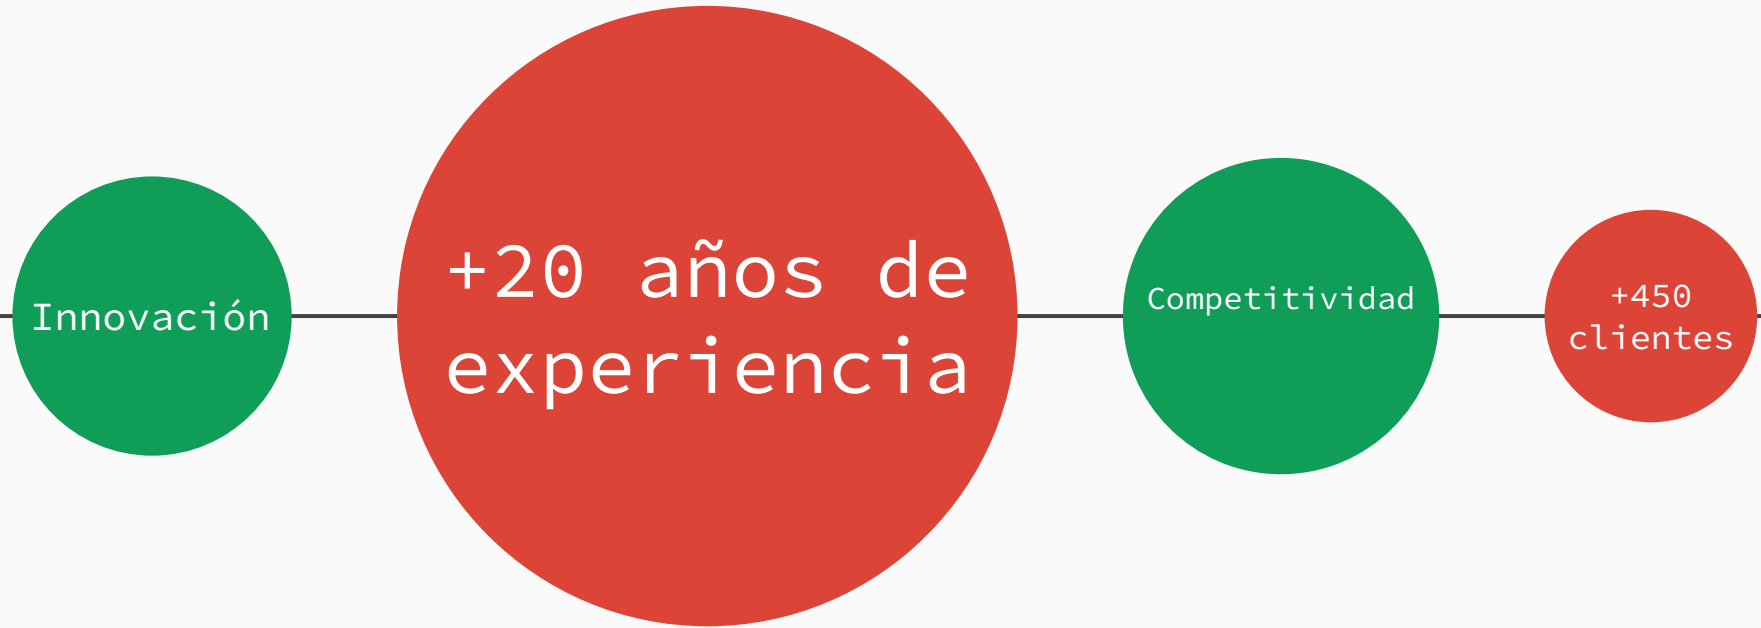 Innovación
+20 años de
experiencia
Competitividad
+450
clientes